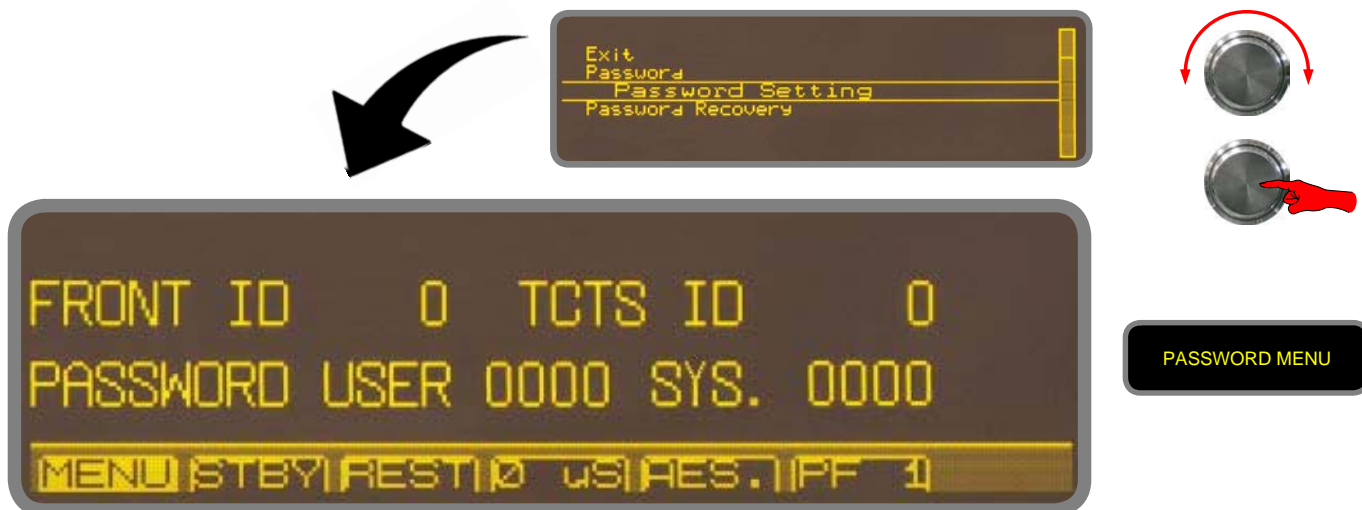 Exit
Password
Password Setting
Password Recovery
FRONT ID 0 TCTS ID 0
PASSWORD USER 0000 SYS. 0000
MENU STBY REST 0 uS AES. PF 1
PASSWORD MENU